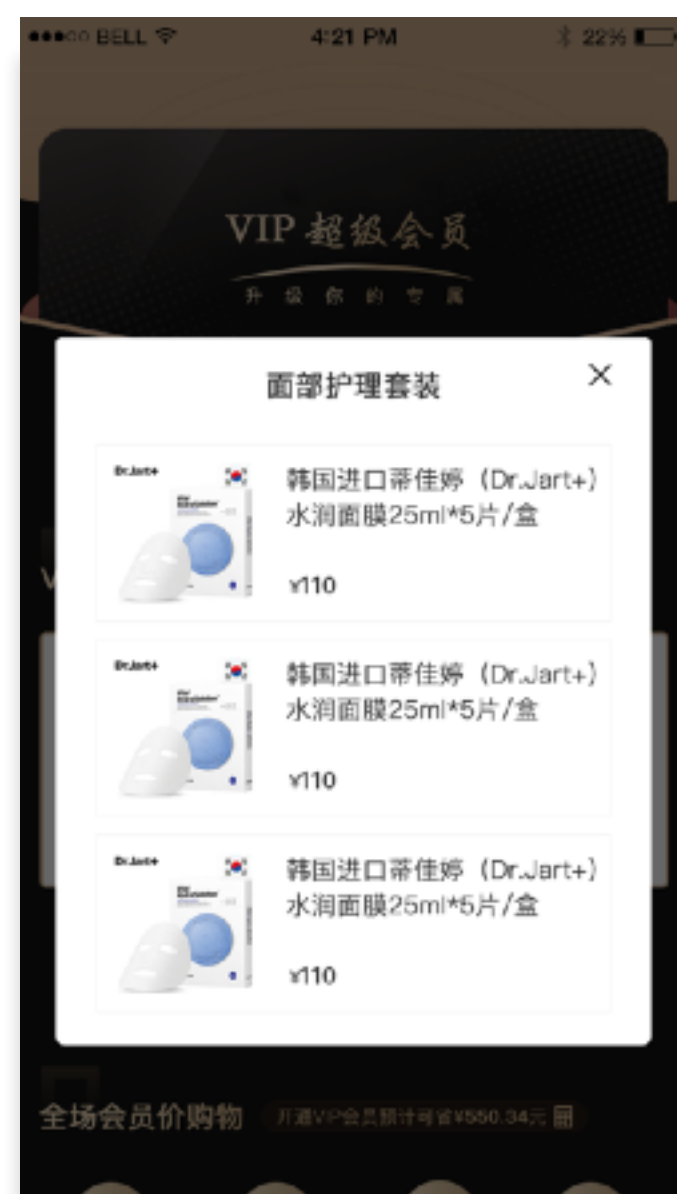 BELL
4:21 PM
22%
VIP 超级会员
升级你的专属
面部护理套装
Dr.Jart+
韩国进口蒂佳婷（Dr.Jart+）
水润面膜25ml*5片/盒
¥110
Dr.Jart+
韩国进口蒂佳婷（Dr.Jart+）
水润面膜25ml*5片/盒
¥110
Dr.Jart+
韩国进口蒂佳婷（Dr.Jart+）
水润面膜25ml*5片/盒
¥110
全场会员价购物
开通VIP会员预计可省¥550.34元